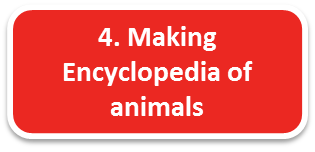 4. Making
Encyclopedia of
animals